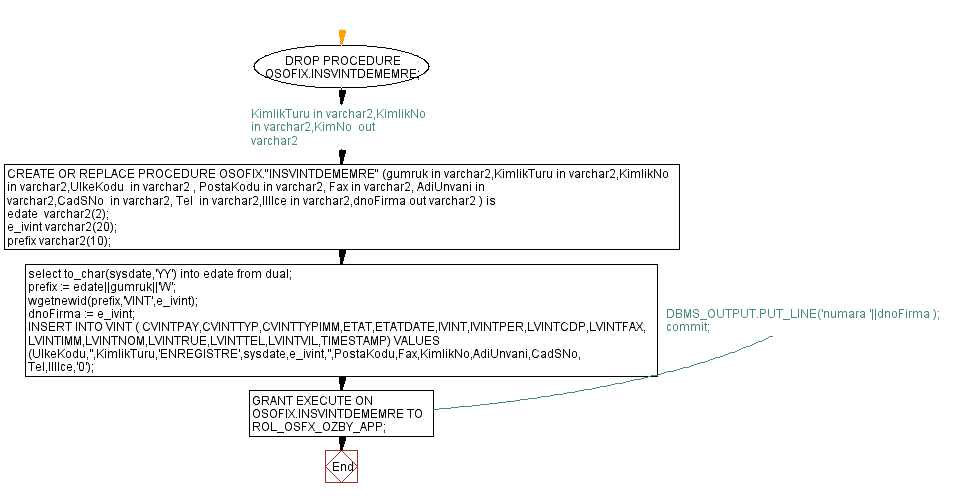 DROP PROCEDURE
OSOFIX.INSVINTDEMEMRE;
KimlikTuru in varchar2,KimlikNo
in varchar2,KimNo  out
varchar2
CREATE OR REPLACE PROCEDURE OSOFIX."INSVINTDEMEMRE" (gumruk in varchar2,KimlikTuru in varchar2,KimlikNo
in varchar2,UlkeKodu  in varchar2 , PostaKodu in varchar2, Fax in varchar2, AdiUnvani in
varchar2,CadSNo  in varchar2, Tel  in varchar2,IlIlce in varchar2,dnoFirma out varchar2 ) is
edate  varchar2(2);
e_ivint varchar2(20);
prefix varchar2(10);
select to_char(sysdate,'YY') into edate from dual;
prefix := edate||gumruk||'W';
wgetnewid(prefix,'VINT',e_ivint);
dnoFirma := e_ivint;
INSERT INTO VINT ( CVINTPAY,CVINTTYP,CVINTTYPIMM,ETAT,ETATDATE,IVINT,IVINTPER,LVINTCDP,LVINTFAX,
LVINTIMM,LVINTNOM,LVINTRUE,LVINTTEL,LVINTVIL,TIMESTAMP) VALUES
(UlkeKodu,'',KimlikTuru,'ENREGISTRE',sysdate,e_ivint,'',PostaKodu,Fax,KimlikNo,AdiUnvani,CadSNo,
Tel,IlIlce,'0');
DBMS_OUTPUT.PUT_LINE('numara '||dnoFirma );
commit;
GRANT EXECUTE ON
OSOFIX.INSVINTDEMEMRE TO
ROL_OSFX_OZBY_APP;
End